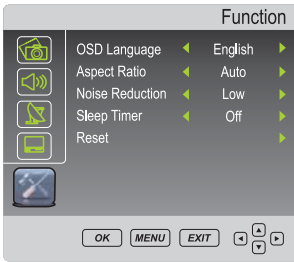 Function
OSD Language English
Aspect Ratio Auto
Noise Reduction Low
Sleep Timer Off
Reset
OK MENU EXIT